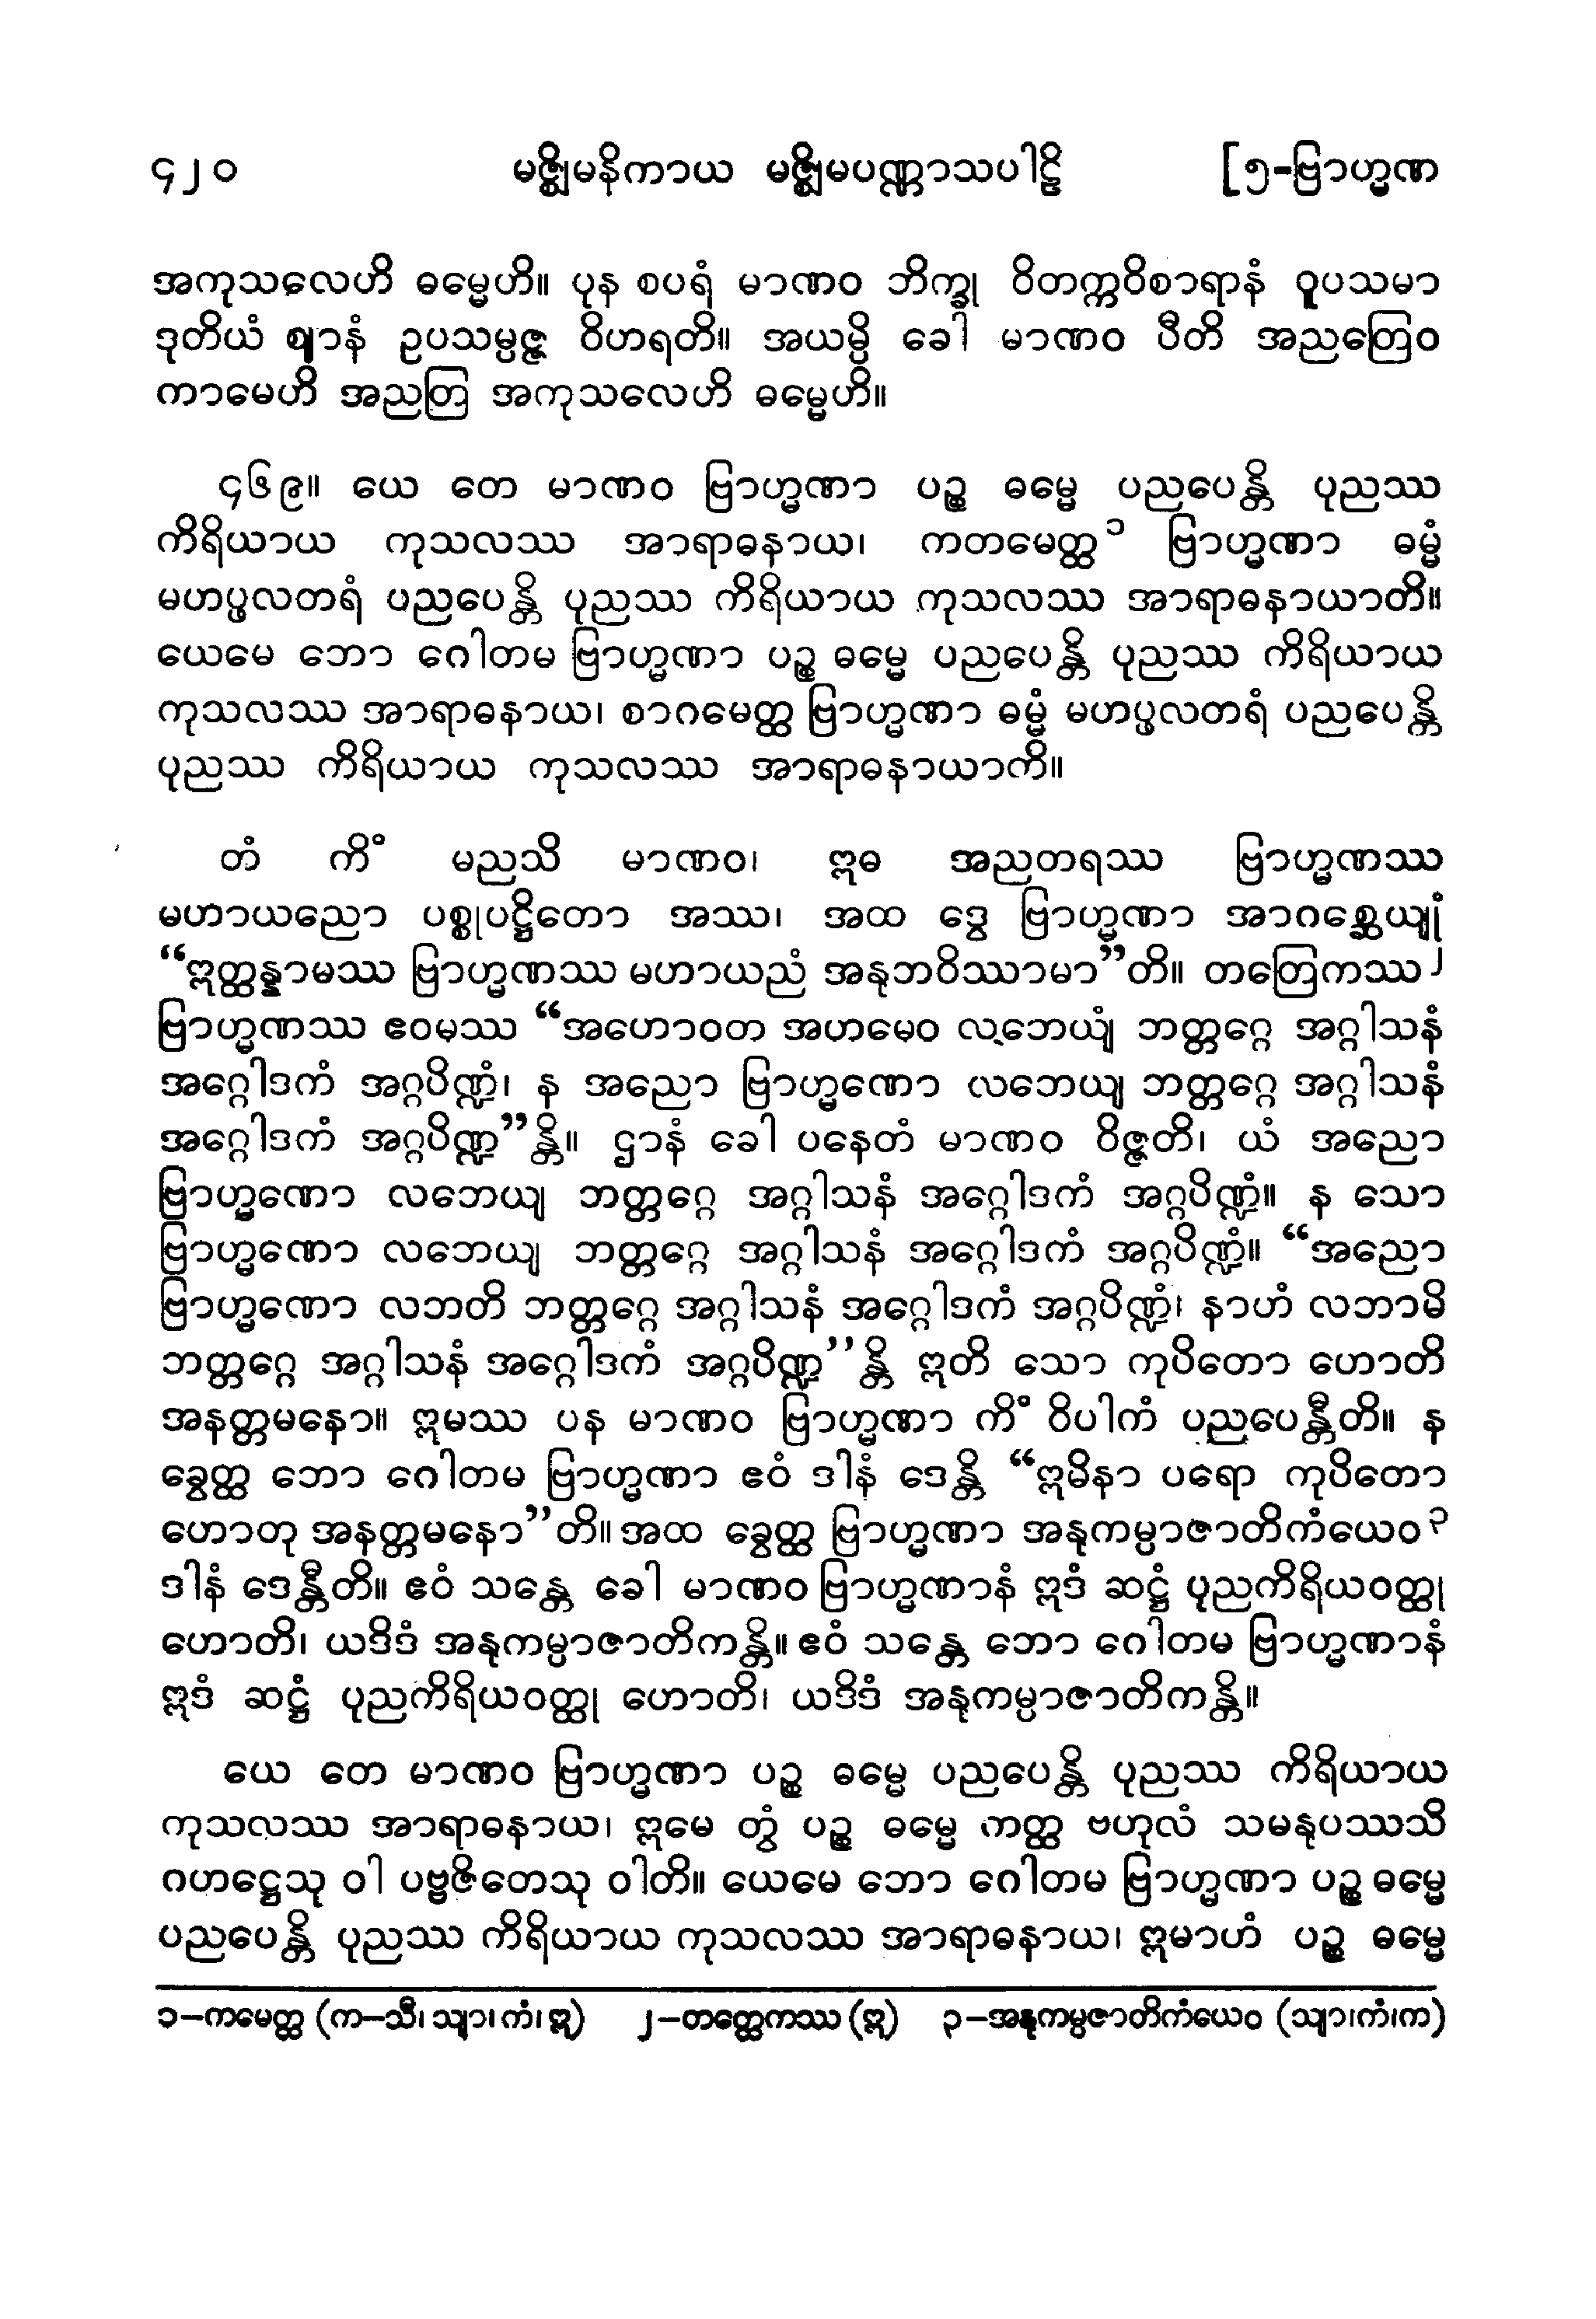 ၄၂၀ မဇ္ဈိမနိကာယ မဇ္ဈိမပဏ္ဏာသပါဠိ [၅-ဗြာဟ္မဏ
အကုသလေဟိ ဓမ္မေဟိ။ ပုန စပရံ မာဏဝ ဘိက္ခု ဝိတက္ကဝိစာရာနံ ဝူပသမာ
ဒုတိယံ ဈာနံ ဥပသမ္ပဇ္ဇ ဝိဟရတိ။ အယမ္ပိ ခေါ မာဏဝ ပီတိ အညတြေဝ
ကာမေဟိ အညတြ အကုသလေဟိ ဓမ္မေဟိ။
၄၆၉။ ယေ တေ မာဏဝ ဗြာဟ္မဏာ ပဉ္စ ဓမ္မေ ပညပေန္တိ ပုညဿ
ကိရိယာယ ကုသလဿ အာရာဓနာယ၊ ကတမေတ္ထ ၁ ဗြာဟ္မဏာ ဓမ္မံ
မဟပ္ဖလတရံ ပညပေန္တိ ပုညဿ ကိရိယာယ ကုသလဿ အာရာဓနာယာတိ။
ယေမေ ဘော ဂေါတမ ဗြာဟ္မဏာ ပဉ္စ ဓမ္မေ ပညပေန္တိ ပုညဿ ကိရိယာယ
ကုသလဿ အာရာဓနာယ၊ စာဂမေတ္ထ ဗြာဟ္မဏာ ဓမ္မံ မဟပ္ဖလတရံ ပညပေန္တိ
ပုညဿ ကိရိယာယ ကုသလဿ အာရာဓနာယာတိ။
တံ ကိံ မညသိ မာဏဝ၊ ဣဓ အညတရဿ ဗြာဟ္မဏဿ
မဟာယညော ပစ္စုပဋ္ဌိတော အဿ၊ အထ ဒွေ ဗြာဟ္မဏာ အာဂစ္ဆေယျုံ
“ဣတ္ထန္နာမဿ ဗြာဟ္မဏဿ မဟာယညံ အနုဘဝိဿာမာ”တိ။ တတြေကဿ ၂
ဗြာဟ္မဏဿ ဧဝမဿ “အဟောဝတ အဟမေဝ လဘေယျံ ဘတ္တဂ္ဂေ အဂ္ဂါသနံ
အဂ္ဂေါဒကံ အဂ္ဂပိဏ္ဍံ၊ န အညော ဗြာဟ္မဏော လဘေယျ ဘတ္တဂ္ဂေ အဂ္ဂါသနံ
အဂ္ဂေါဒကံ အဂ္ဂပိဏ္ဍ”န္တိ။ ဌာနံ ခေါ ပနေတံ မာဏဝ ဝိဇ္ဇတိ၊ ယံ အညော
ဗြာဟ္မဏော လဘေယျ ဘတ္တဂ္ဂေ အဂ္ဂါသနံ အဂ္ဂေါဒကံ အဂ္ဂပိဏ္ဍံ။ န သော
ဗြာဟ္မဏော လဘေယျ ဘတ္တဂ္ဂေ အဂ္ဂါသနံ အဂ္ဂေါဒကံ အဂ္ဂပိဏ္ဍံ။ “အညော
ဗြာဟ္မဏော လဘတိ ဘတ္တဂ္ဂေ အဂ္ဂါသနံ အဂ္ဂေါဒကံ အဂ္ဂပိဏ္ဍံ၊ နာဟံ လဘာမိ
ဘတ္တဂ္ဂေ အဂ္ဂါသနံ အဂ္ဂေါဒကံ အဂ္ဂပိဏ္ဍ”န္တိ ဣတိ သော ကုပိတော ဟောတိ
အနတ္တမနော။ ဣမဿ ပန မာဏဝ ဗြာဟ္မဏာ ကိံ ဝိပါကံ ပညပေန္တီတိ။ န
ခွေတ္ထ ဘော ဂေါတမ ဗြာဟ္မဏာ ဧဝံ ဒါနံ ဒေန္တိ “ဣမိနာ ပရော ကုပိတော
ဟောတု အနတ္တမနော”တိ။ အထ ခွေတ္ထ ဗြာဟ္မဏာ အနုကမ္ပာဇာတိကံယေဝ ၃
ဒါနံ ဒေန္တီတိ။ ဧဝံ သန္တေ ခေါ မာဏဝ ဗြာဟ္မဏာနံ ဣဒံ ဆဋ္ဌံ ပုညကိရိယဝတ္ထု
ဟောတိ၊ ယဒိဒံ အနုကမ္ပာဇာတိကန္တိ။ ဧဝံ သန္တေ ဘော ဂေါတမ ဗြာဟ္မဏာနံ
ဣဒံ ဆဋ္ဌံ ပုညကိရိယဝတ္ထု ဟောတိ၊ ယဒိဒံ အနုကမ္ပာဇာတိကန္တိ။
ယေ တေ မာဏဝ ဗြာဟ္မဏာ ပဉ္စ ဓမ္မေ ပညပေန္တိ ပုညဿ ကိရိယာယ
ကုသလဿ အာရာဓနာယ၊ ဣမေ တွံ ပဉ္စ ဓမ္မေ ကတ္ထ ဗဟုလံ သမနုပဿသိ
ဂဟဋ္ဌေသု ဝါ ပဗ္ဗဇိတေသု ဝါတိ။ ယေမေ ဘော ဂေါတမ ဗြာဟ္မဏာ ပဉ္စ ဓမ္မေ
ပညပေန္တိ ပုညဿ ကိရိယာယ ကုသလဿ အာရာဓနာယ၊ ဣမာဟံ ပဉ္စ ဓမ္မေ
၁-ကမေတ္ထ (က-သီ၊ သျာ၊ ကံ၊ ဣ) ၂-တတ္ထေကဿ (ဣ) ၃-အနုကမ္ပဇာတိကံယေဝ (သျာ၊ကံ၊က)